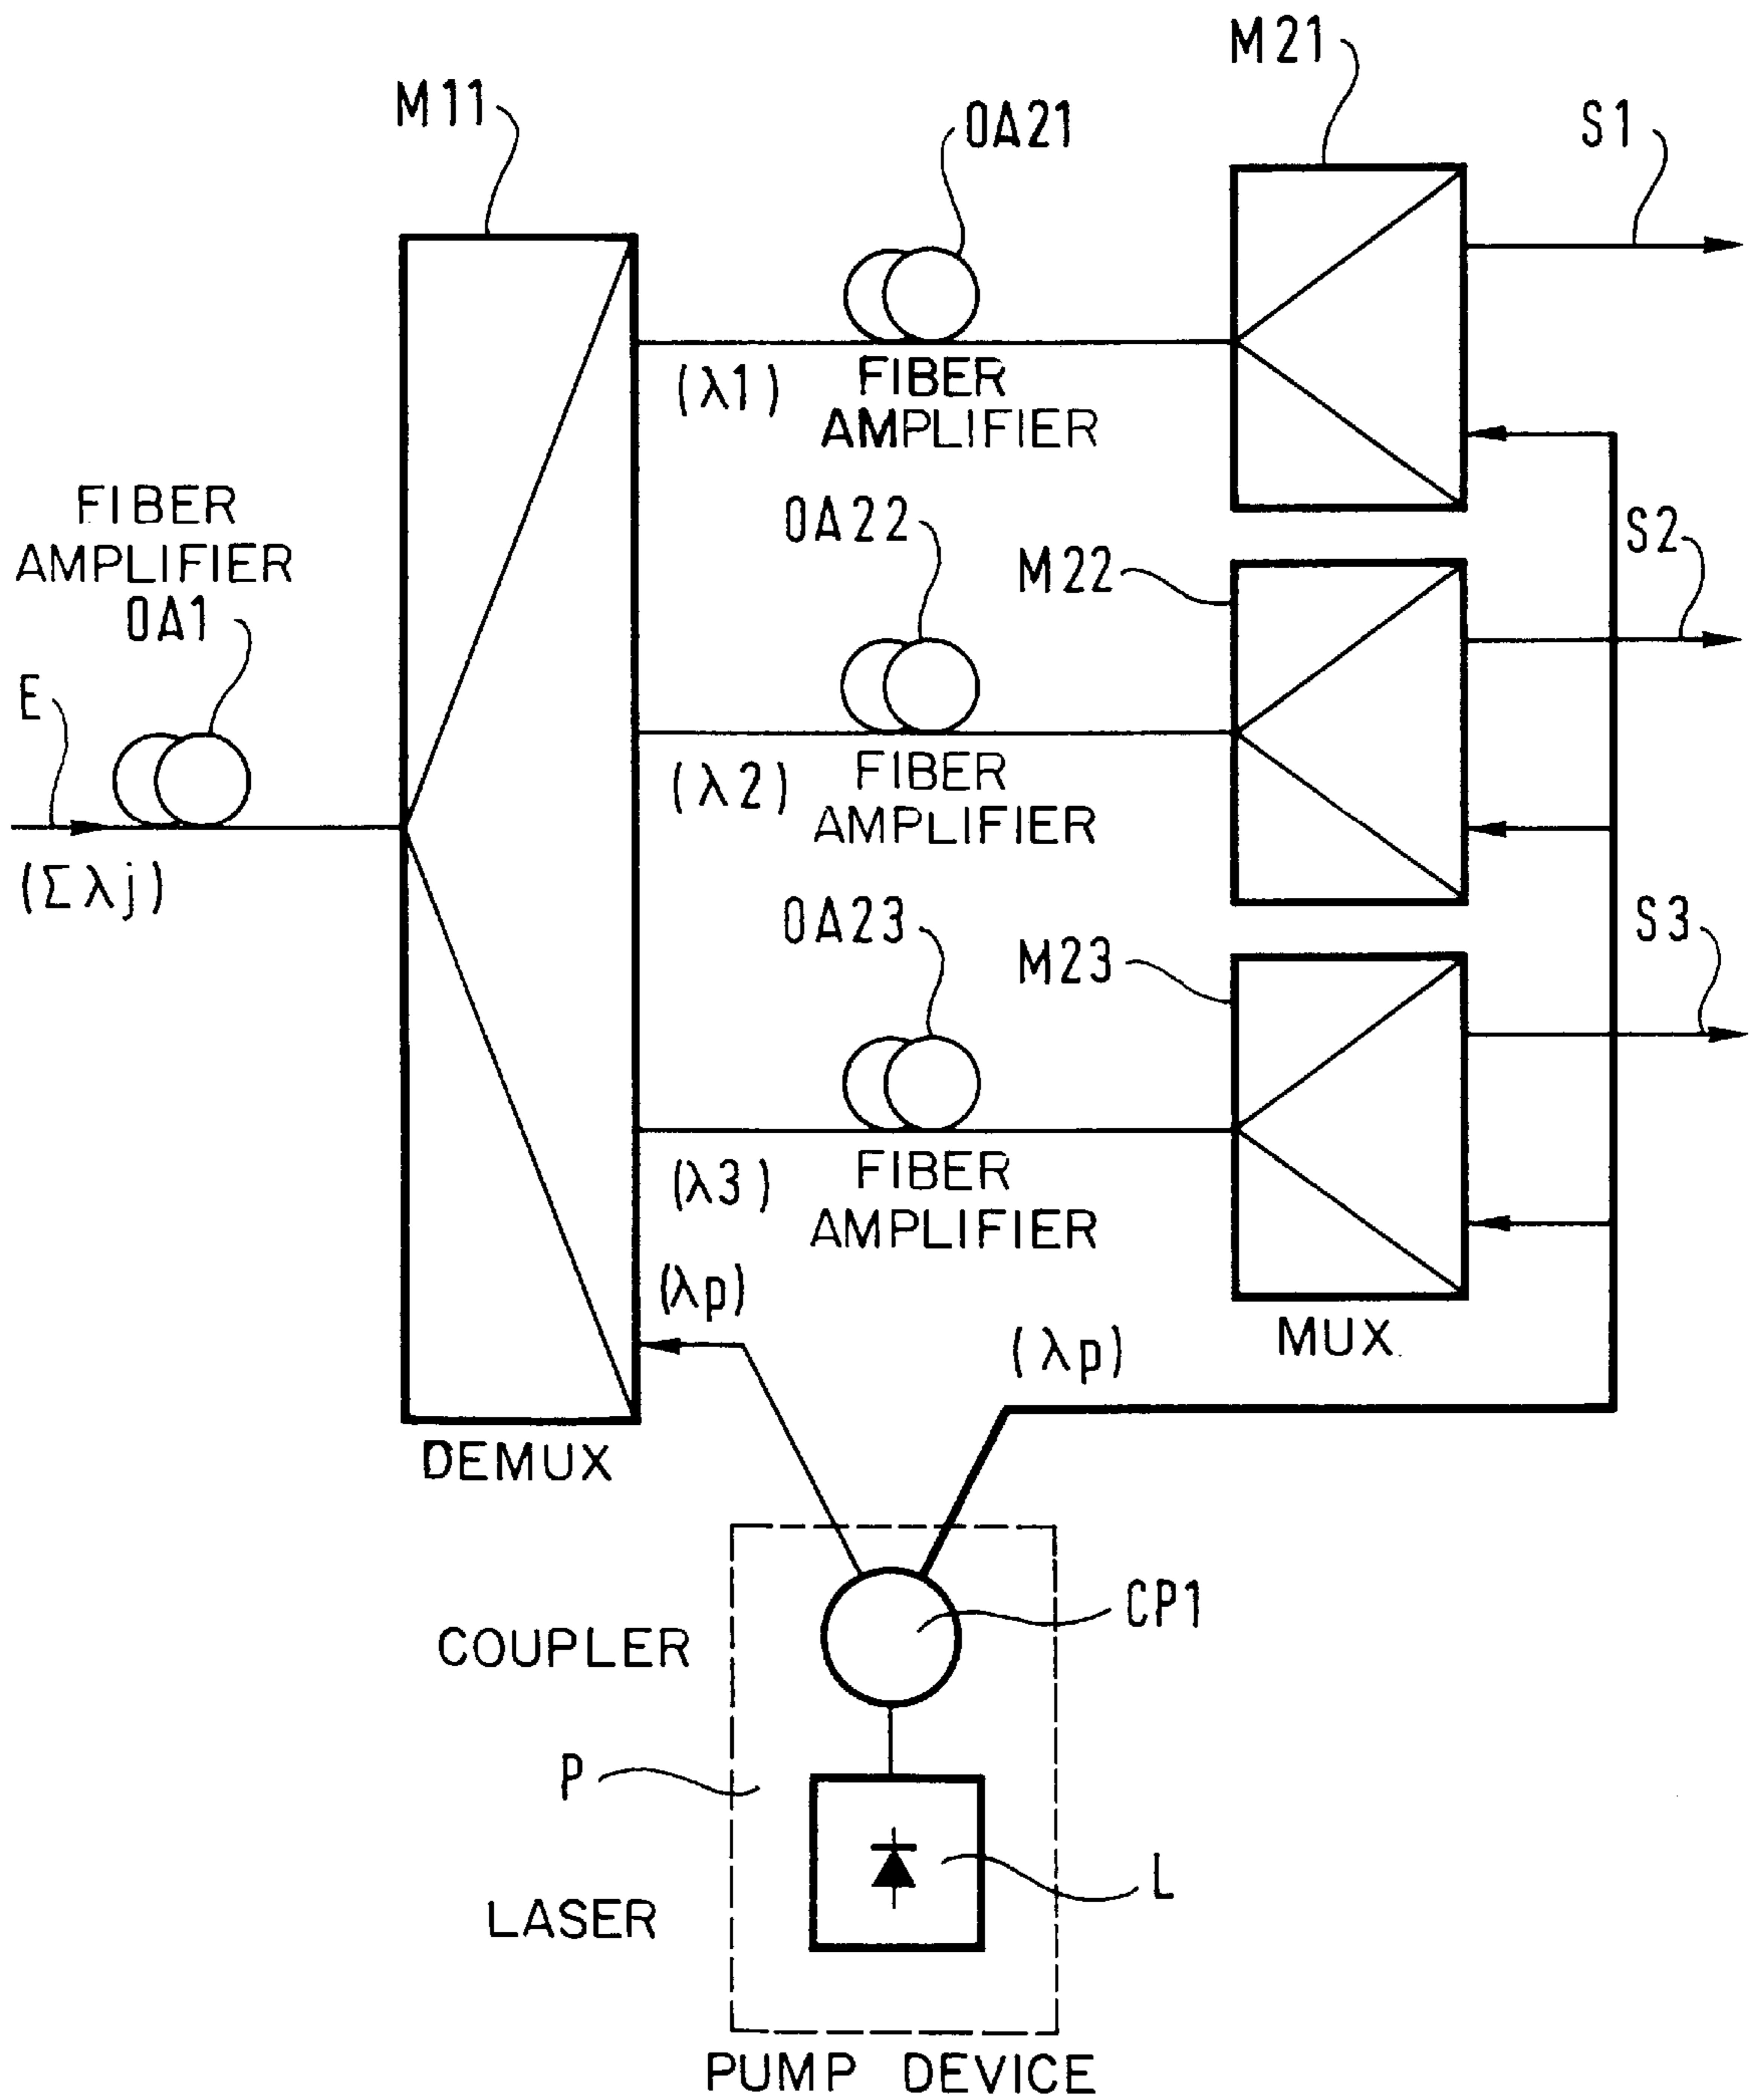 M21
M11
OA21
S1
(λ1)
FIBER
AMPLIFIER
FIBER
AMPLIFIER
OA1
OA22
M22
S2
E
(λ2)
FIBER
AMPLIFIER
(Σλj)
OA23
M23
S3
(λ3)
FIBER
AMPLIFIER
(λp)
(λp)
MUX
DEMUX
CP1
COUPLER
P
L
LASER
PUMP DEVICE